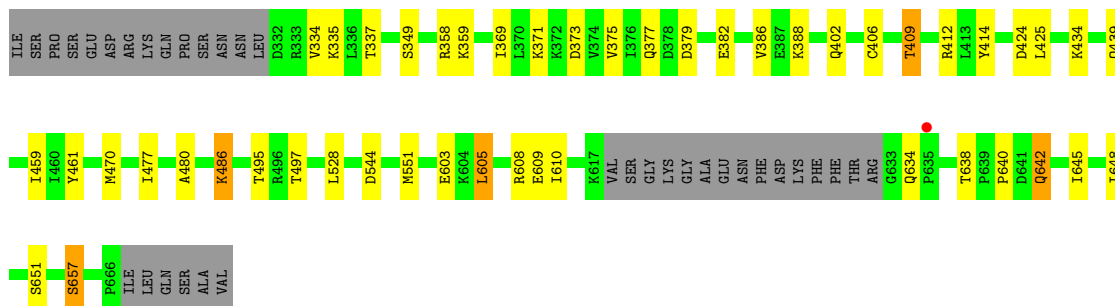 ILE SER PRO SER GLU ASP ARG LYS GLN PRO SER ASN ASN LEU D332 R333 V334 K335 L336 T337 S349 R358 K359 I369 L370 K371 K372 D373 V374 V375 I376 Q377 D378 D379 E382 V386 E387 K388 Q402 C406 T409 R412 L413 Y414 D424 L425 K434
I459 I460 Y461 M470 I477 A480 K486 T495 R496 T497 L528 D544 M551 E603 K604 L605 R608 E609 I610 K617 VAL SER GLY LYS GLY ALA GLU ASN PHE ASP LYS PHE PHE THR ARG G633 Q634 P635 T638 P639 P640 D641 Q642 I645 I648
S651 S657 P666 ILE LEU GLN SER ALA VAL